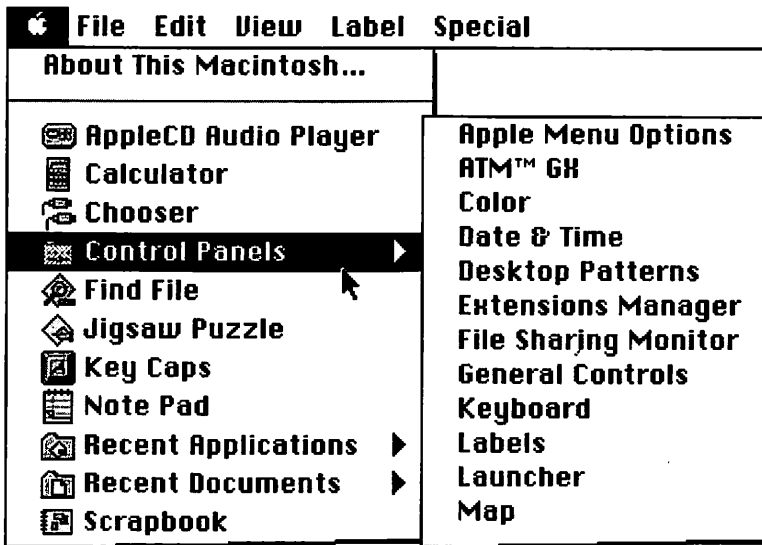 File Edit View Label Special
About This Macintosh...
AppleCD Audio Player
Calculator
Chooser
Control Panels
Find File
Jigsaw Puzzle
Key Caps
Note Pad
Recent Applications
Recent Documents
Scrapbook
Apple Menu Options
ATM™ GX
Color
Date & Time
Desktop Patterns
Extensions Manager
File Sharing Monitor
General Controls
Keyboard
Labels
Launcher
Map